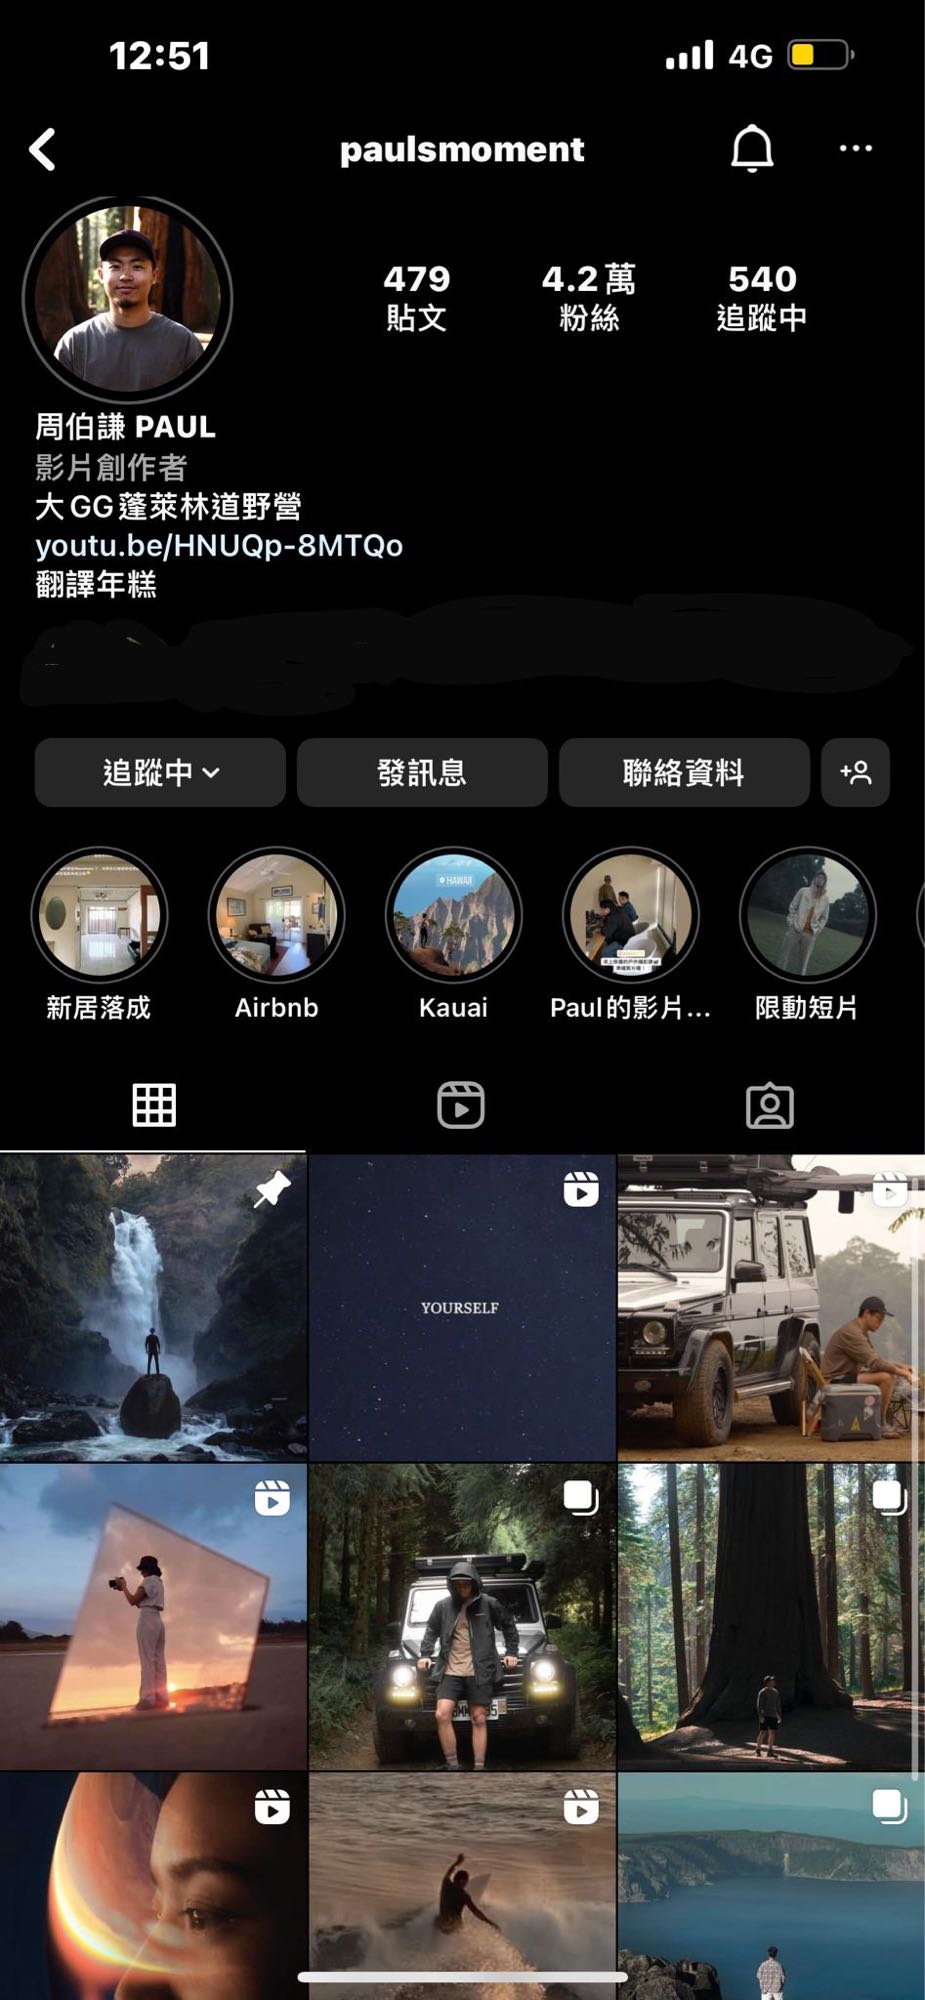 12:51
4G
paulsmoment
479
貼文
4.2萬
粉絲
540
追蹤中
周伯謙 PAUL
影片創作者
大GG蓬萊林道野營
youtu.be/HNUQp-8MTQo
翻譯年糕
追蹤中
發訊息
聯絡資料
HAWAII
新居落成
Airbnb
Kauai
Paul的影片...
限動短片
YOURSELF